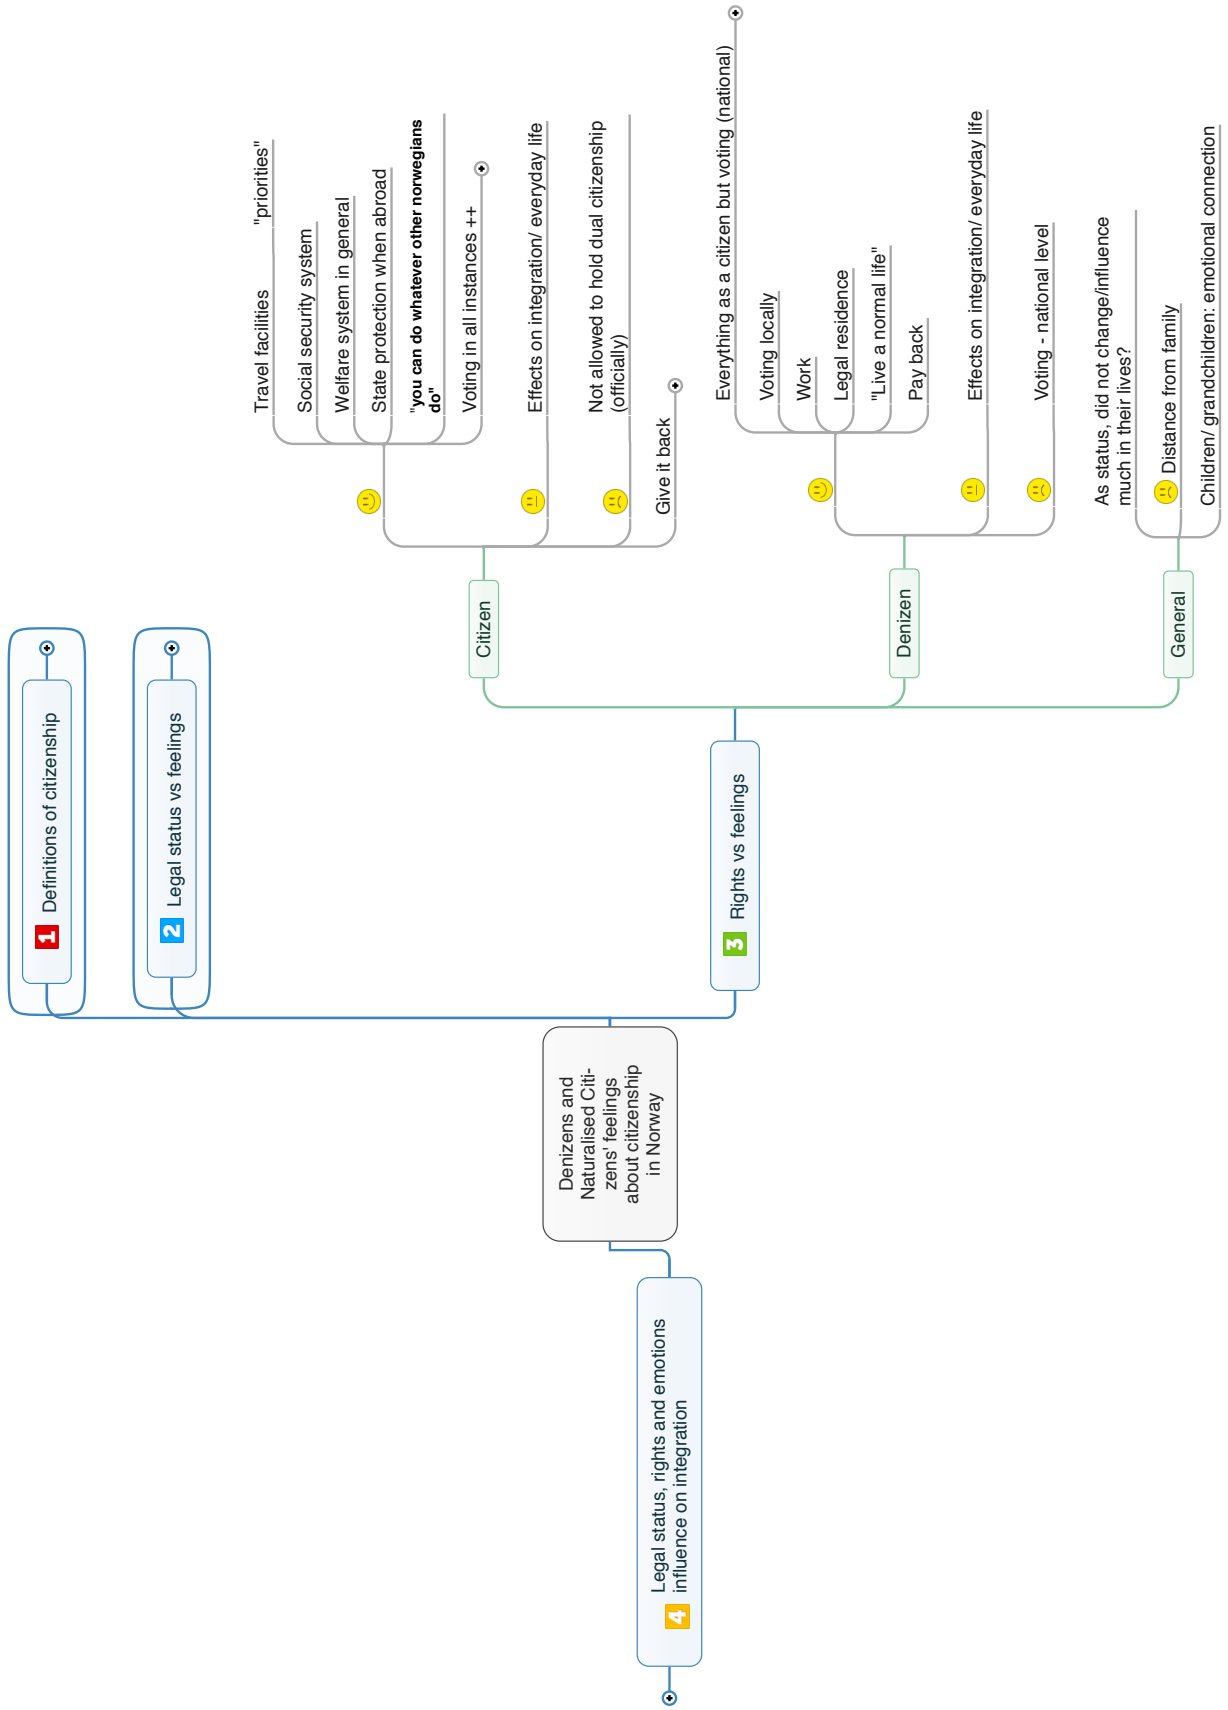 1 Definitions of citizenship
2 Legal status vs feelings
Denizens and
Naturalised Citi-
zens' feelings
about citizenship
in Norway
3 Rights vs feelings
Citizen
Travel facilities
"priorities"
Social security system
Welfare system in general
State protection when abroad
"you can do whatever other norwegians
do"
Voting in all instances ++
Effects on integration/ everyday life
Not allowed to hold dual citizenship
(officially)
Give it back
Denizen
Everything as a citizen but voting (national)
Voting locally
Work
Legal residence
"Live a normal life"
Pay back
Effects on integration/ everyday life
Voting - national level
General
As status, did not change/influence
much in their lives?
Distance from family
Children/ grandchildren: emotional connection
4 Legal status, rights and emotions
influence on integration